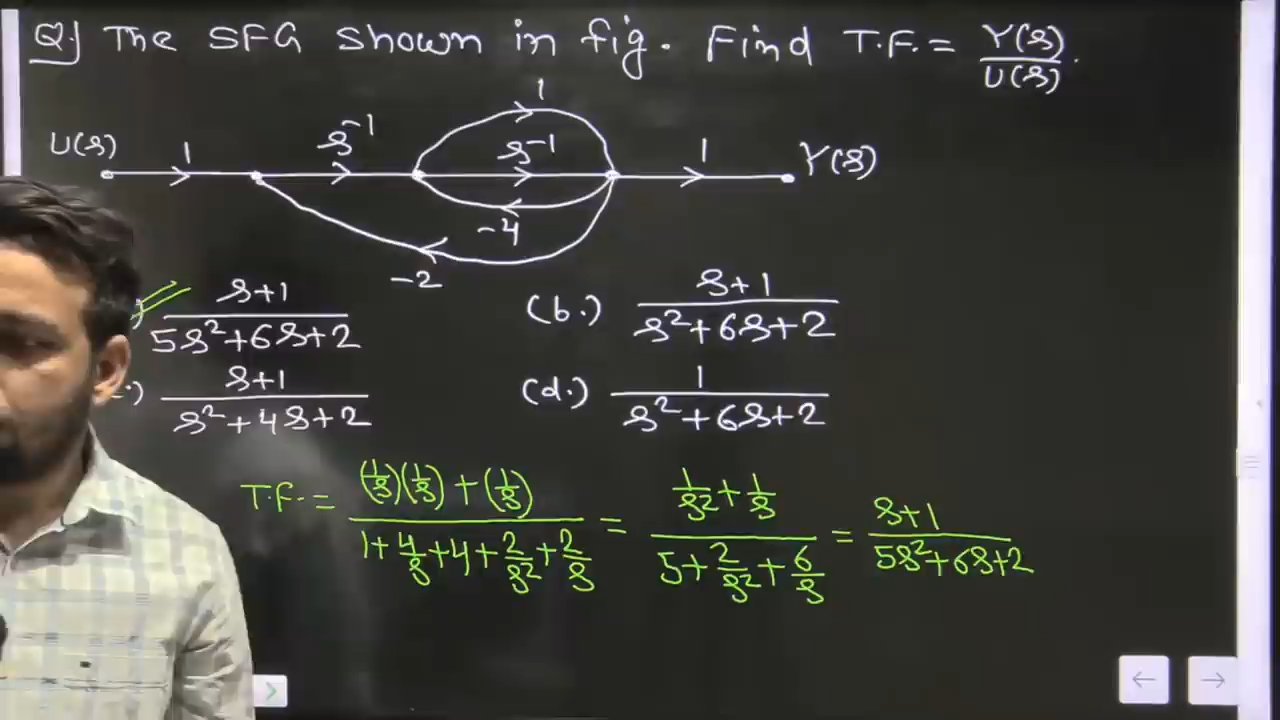 Q.) The SFG shown in fig. Find T.F. = Y(s)/U(s).
U(s) 1 s⁻¹ 1 s⁻¹ -4 -2 1 Y(s)
) (s+1)/(5s²+6s+2) (b.) (s+1)/(s²+6s+2)
.) (s+1)/(s²+4s+2) (d.) 1/(s²+6s+2)
T.F. = ((1/s)(1/s)+(1/s))/(1+4/s+4+2/s²+2/s) = (1/s²+1/s)/(5+2/s²+6/s) = (s+1)/(5s²+6s+2)